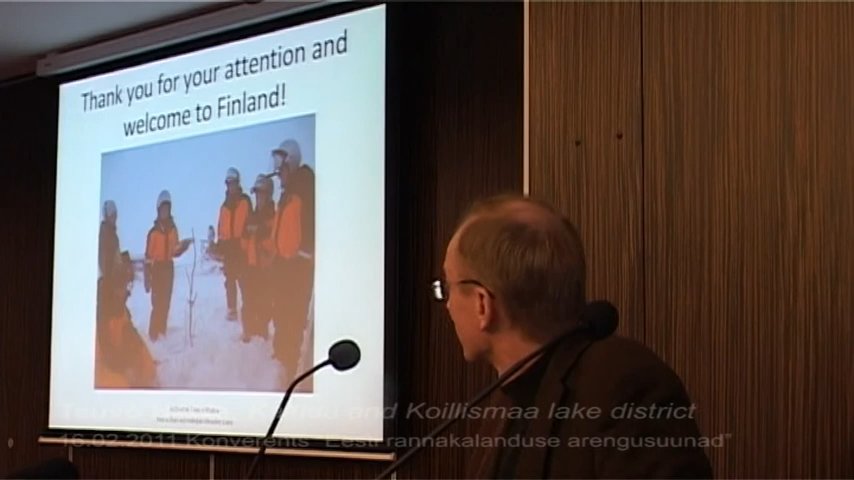 Thank you for your attention and
welcome to Finland!
and Koillismaa lake district
16.02.2011 Konverents "Eesti rannakalanduse arengusuunad"